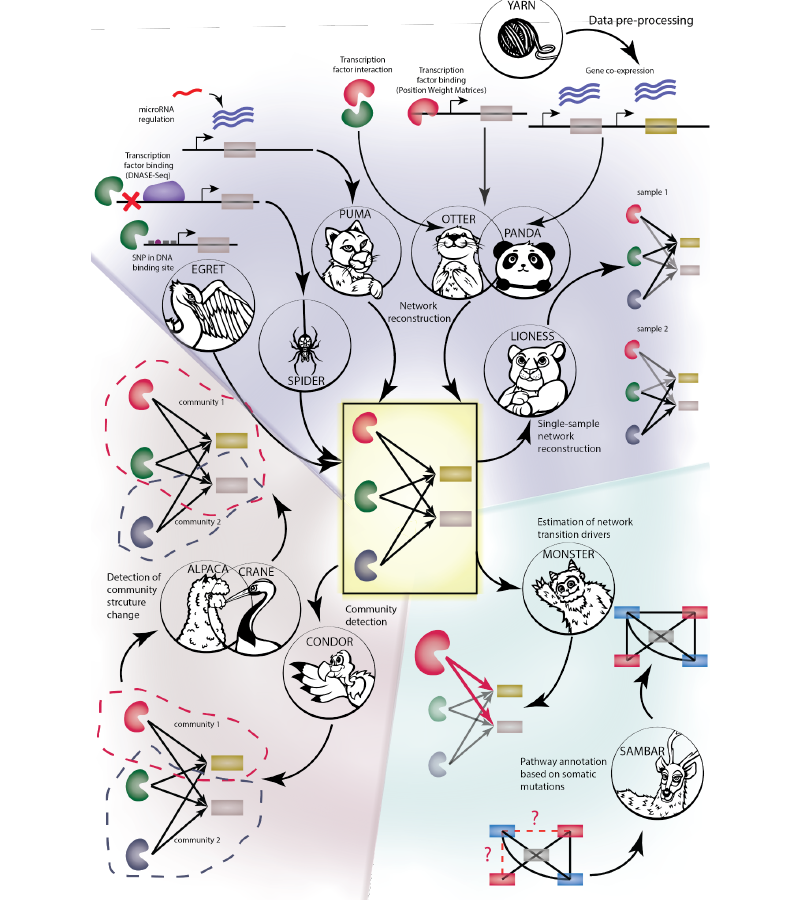 YARN
Data pre-processing
Transcription
factor interaction
Transcription
factor binding
(Position Weight Matrices)
Gene co-expression
microRNA
regulation
Transcription
factor binding
(DNASE-Seq)
SNP in DNA
binding site
EGRET
SPIDER
PUMA
OTTER
PANDA
Network
reconstruction
LIONESS
sample 1
sample 2
Single-sample
network
reconstruction
community 1
community 2
Detection of
community
strcuture
change
ALPACA
CRANE
Community
detection
CONDOR
community 1
community 2
Estimation of network
transition drivers
MONSTER
Pathway annotation
based on somatic
mutations
SAMBAR
?
?